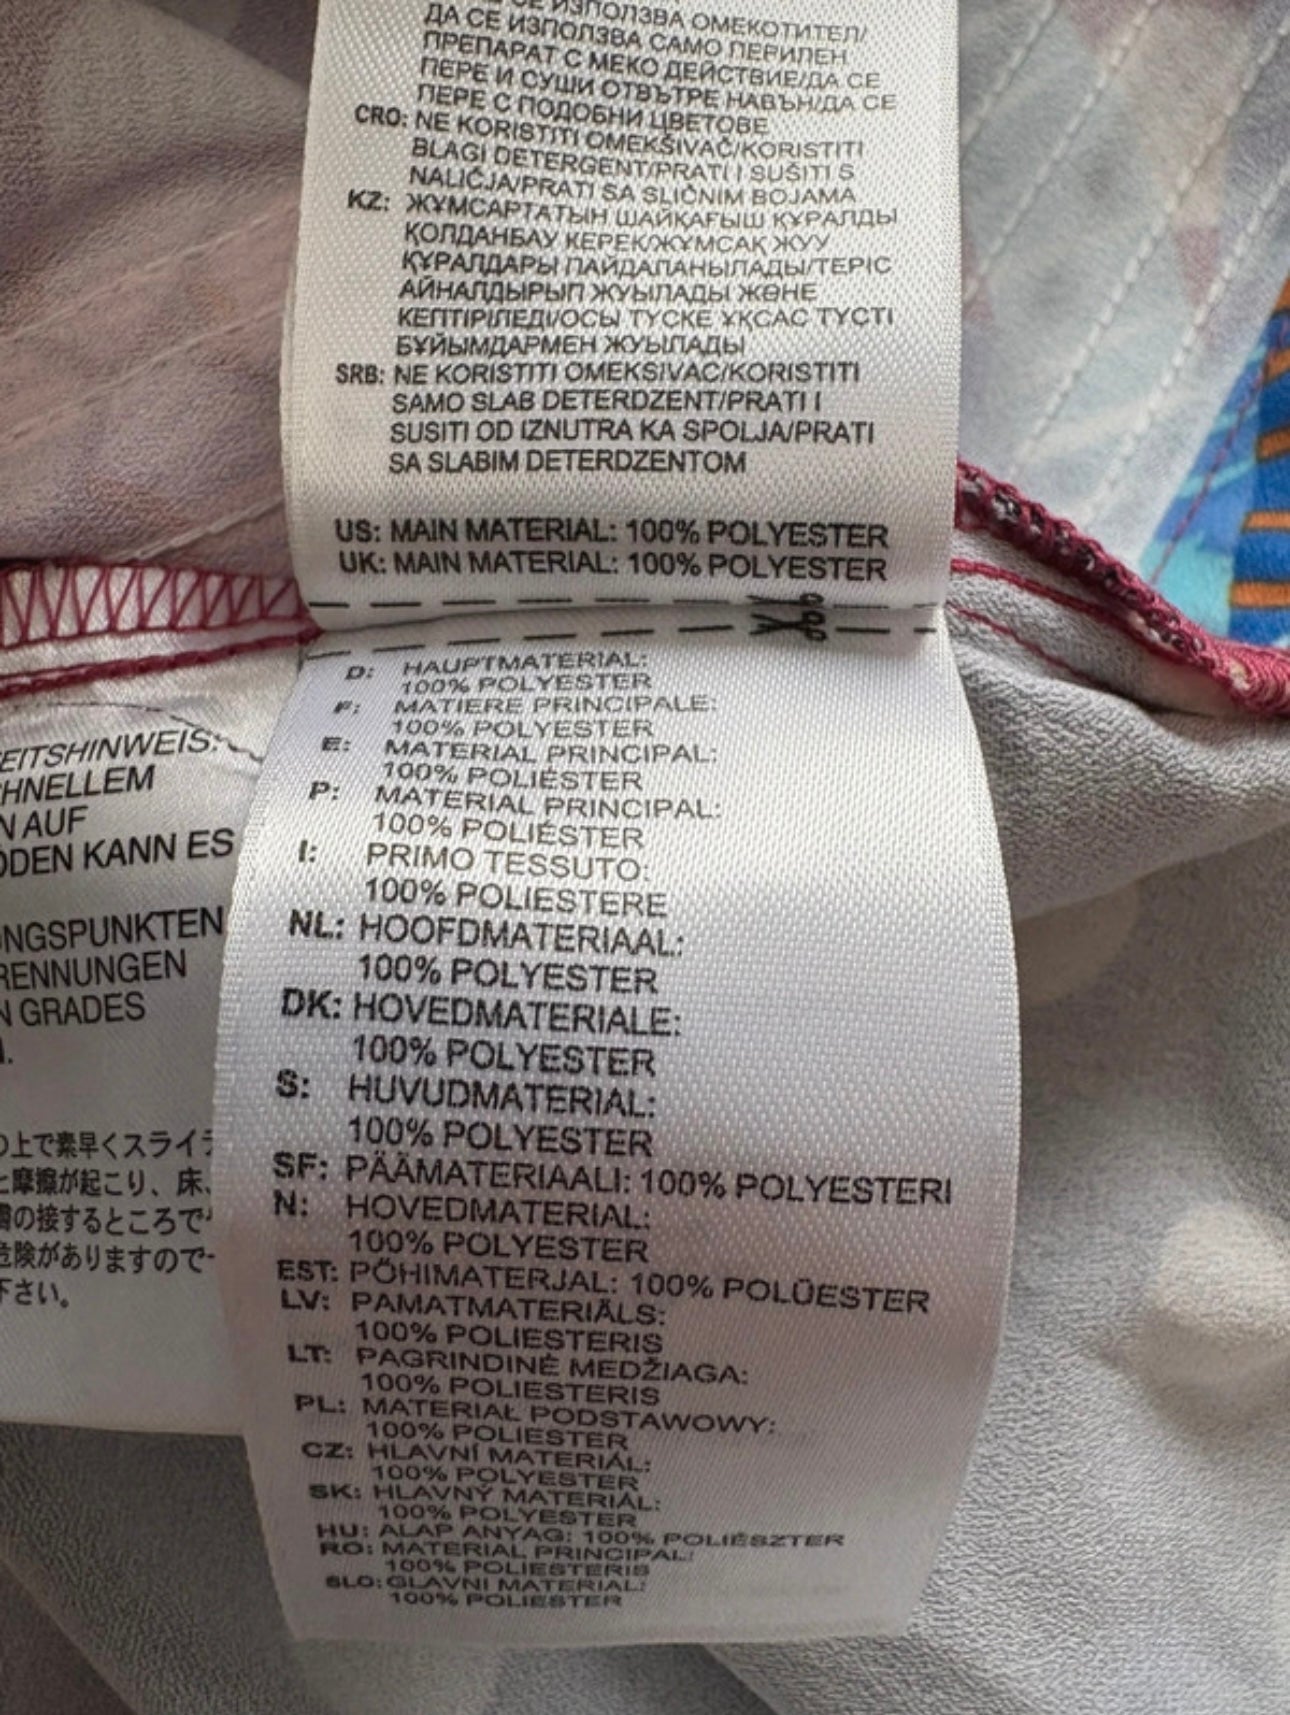 СЕ ИЗПОЛЗВА ОМЕКОТИТЕЛ/
ДА СЕ ИЗПОЛЗВА САМО ПЕРИЛЕН
ПРЕПАРАТ С МЕКО ДЕЙСТВИЕ/ДА СЕ
ПЕРЕ И СУШИ ОТВЪТРЕ НАВЪН/ДА СЕ
ПЕРЕ С ПОДОБНИ ЦВЕТОВЕ
CRO: NE KORISTITI OMEKŠIVAČ/KORISTITI
BLAGI DETERGENT/PRATI I SUŠITI S
NALIČJA/PRATI SA SLIČNIM BOJAMA
KZ: ЖҰМСАРТАТЫН ШАЙҚАҒЫШ ҚҰРАЛДЫ
ҚОЛДАНБАУ КЕРЕК/ЖҰМСАҚ ЖУУ
ҚҰРАЛДАРЫ ПАЙДАЛАНЫЛАДЫ/ТЕРІС
АЙНАЛДЫРЫП ЖУЫЛАДЫ ЖӘНЕ
КЕПТІРІЛЕДІ/ОСЫ ТҮСКЕ ҰҚСАС ТҮСТІ
БҰЙЫМДАРМЕН ЖУЫЛАДЫ
SRB: NE KORISTITI OMEKSIVAC/KORISTITI
SAMO SLAB DETERDZENT/PRATI I
SUSITI OD IZNUTRA KA SPOLJA/PRATI
SA SLABIM DETERDZENTOM
US: MAIN MATERIAL: 100% POLYESTER
UK: MAIN MATERIAL: 100% POLYESTER
D: HAUPTMATERIAL:
100% POLYESTER
F: MATIERE PRINCIPALE:
100% POLYESTER
E: MATERIAL PRINCIPAL:
100% POLIÉSTER
P: MATERIAL PRINCIPAL:
100% POLIÉSTER
I: PRIMO TESSUTO:
100% POLIESTERE
NL: HOOFDMATERIAAL:
100% POLYESTER
DK: HOVEDMATERIALE:
100% POLYESTER
S: HUVUDMATERIAL:
100% POLYESTER
SF: PÄÄMATERIAALI: 100% POLYESTERI
N: HOVEDMATERIAL:
100% POLYESTER
EST: PÕHIMATERJAL: 100% POLÜESTER
LV: PAMATMATERIĀLS:
100% POLIESTERIS
LT: PAGRINDINĖ MEDŽIAGA:
100% POLIESTERIS
PL: MATERIAŁ PODSTAWOWY:
100% POLIESTER
CZ: HLAVNÍ MATERIÁL:
100% POLYESTER
SK: HLAVNÝ MATERIÁL:
100% POLYESTER
HU: ALAP ANYAG: 100% POLIÉSZTER
RO: MATERIAL PRINCIPAL:
100% POLIESTERIS
SLO: GLAVNI MATERIAL:
100% POLIESTER
EITSHINWEIS:
CHNELLEM
N AUF
ODEN KANN ES
NGSPUNKTEN
RENNUNGEN
N GRADES
の上で素早くスライ
と摩擦が起こり、床、
膚の接するところで
危険がありますので
下さい。